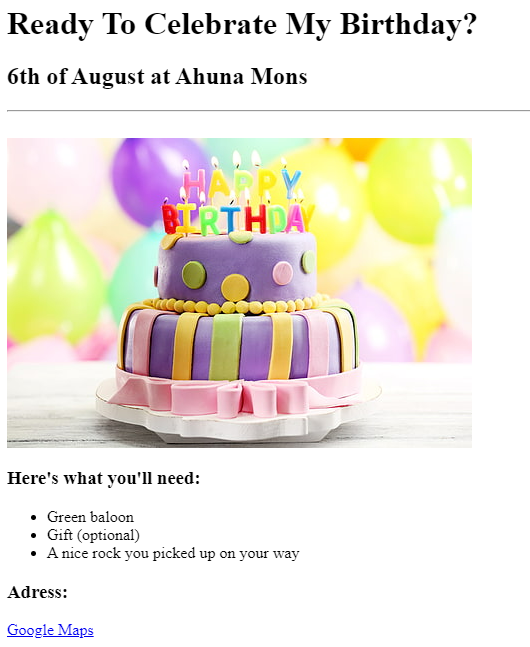 Ready To Celebrate My Birthday?
6th of August at Ahuna Mons
HAPPY
BIRTHDAY
Here's what you'll need:
Green baloon
Gift (optional)
A nice rock you picked up on your way
Adress:
Google Maps